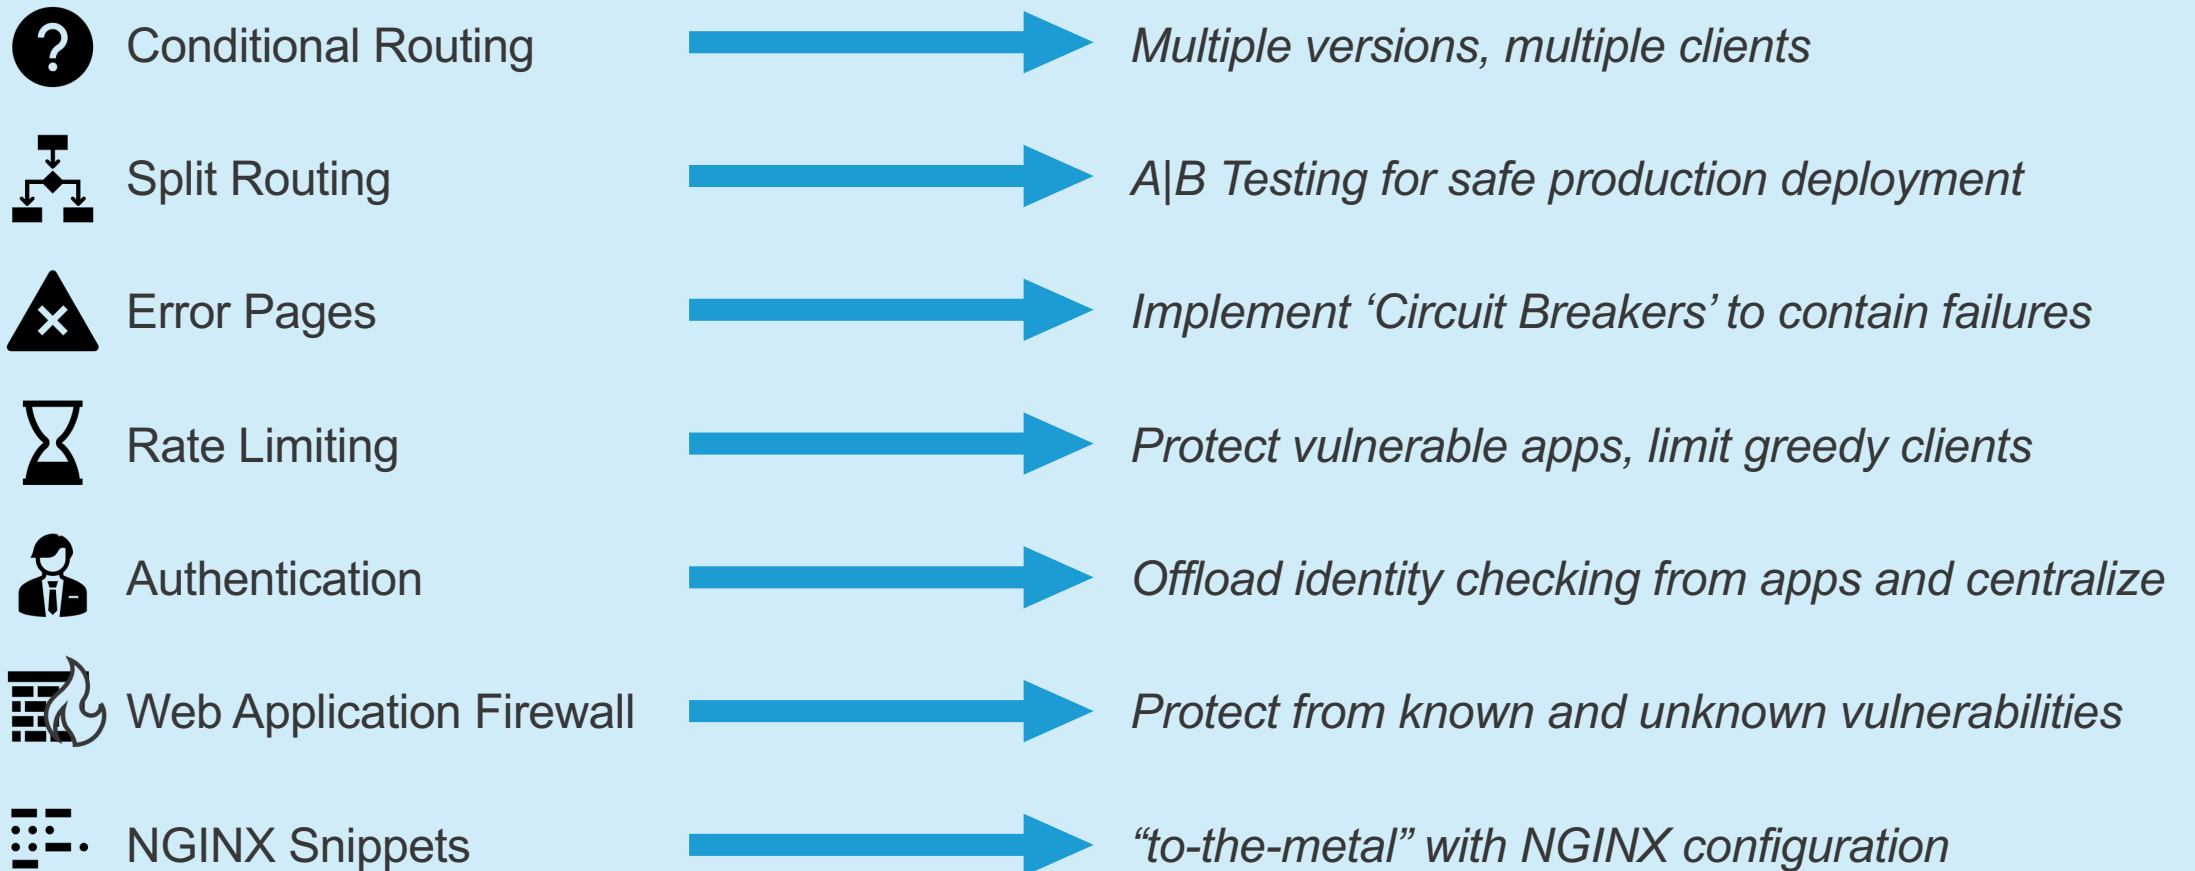 Conditional Routing Multiple versions, multiple clients
Split Routing A|B Testing for safe production deployment
Error Pages Implement ‘Circuit Breakers’ to contain failures
Rate Limiting Protect vulnerable apps, limit greedy clients
Authentication Offload identity checking from apps and centralize
Web Application Firewall Protect from known and unknown vulnerabilities
NGINX Snippets “to-the-metal” with NGINX configuration